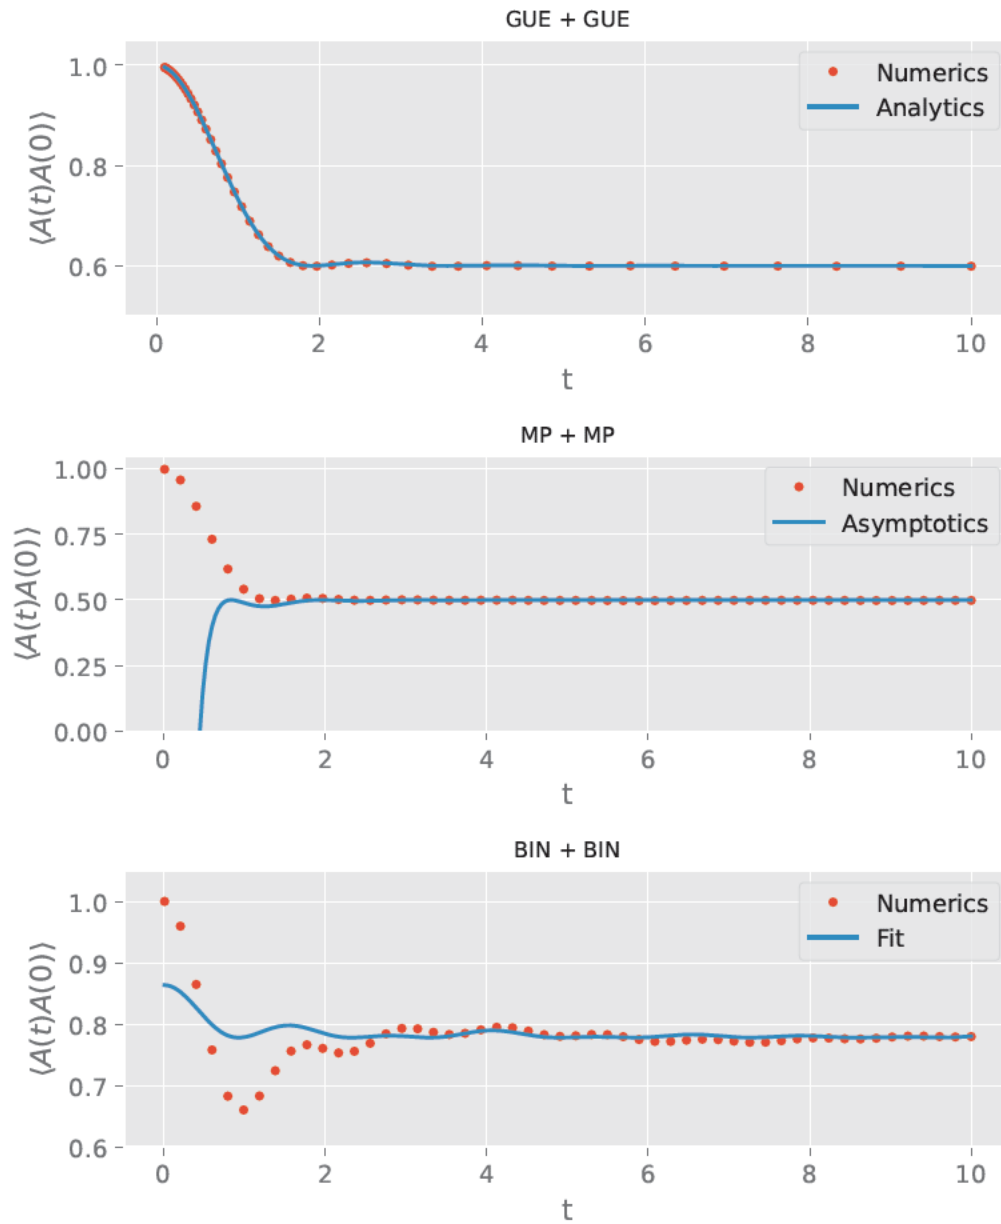 GUE + GUE
1.0
0.8
0.6
⟨A(t)A(0)⟩
Numerics
Analytics
0 2 4 6 8 10
t
MP + MP
1.00
0.75
0.50
0.25
0.00
⟨A(t)A(0)⟩
Numerics
Asymptotics
0 2 4 6 8 10
t
BIN + BIN
1.0
0.9
0.8
0.7
0.6
⟨A(t)A(0)⟩
Numerics
Fit
0 2 4 6 8 10
t